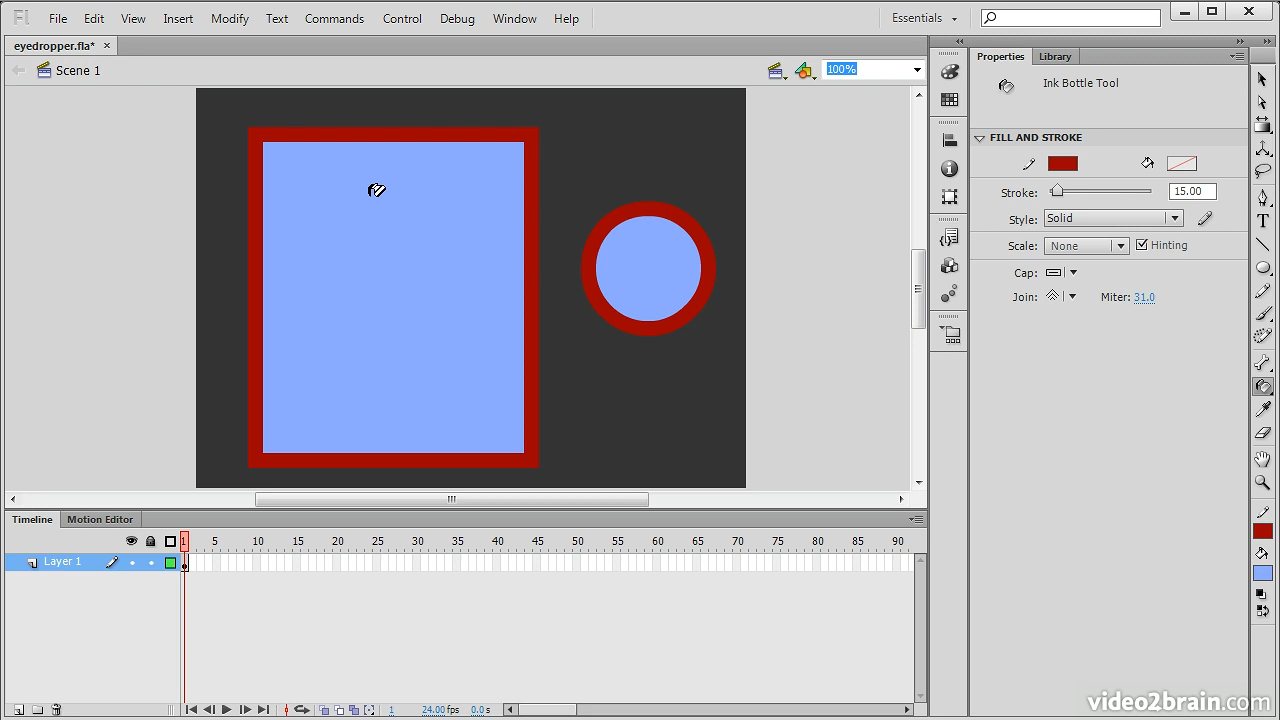 Fl File Edit View Insert Modify Text Commands Control Debug Window Help Essentials
eyedropper.fla*
Scene 1 100%
Properties Library
Ink Bottle Tool
FILL AND STROKE
Stroke: 15.00
Style: Solid
Scale: None Hinting
Cap:
Join: Miter: 31.0
Timeline Motion Editor
1 5 10 15 20 25 30 35 40 45 50 55 60 65 70 75 80 85 90
Layer 1
1 24.00 fps 0.0 s
video2brain.com